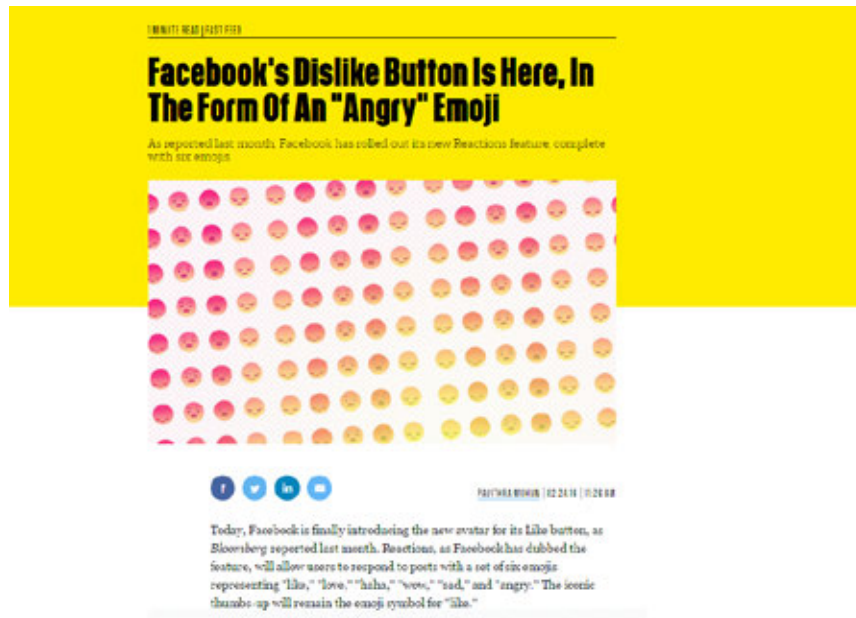 1 MINUTE READ | FAST FEED
Facebook's Dislike Button Is Here, In
The Form Of An "Angry" Emoji
As reported last month, Facebook has rolled out its new Reactions feature, complete
with six emojis.
f
in
PAVITHRA MOHAN | 02.24.16 | 11:26 AM
Today, Facebook is finally introducing the new avatar for its Like button, as
Bloomberg reported last month. Reactions, as Facebook has dubbed the
feature, will allow users to respond to posts with a set of six emojis
representing "like," "love," "haha," "wow," "sad," and "angry." The iconic
thumbs-up will remain the emoji symbol for "like."